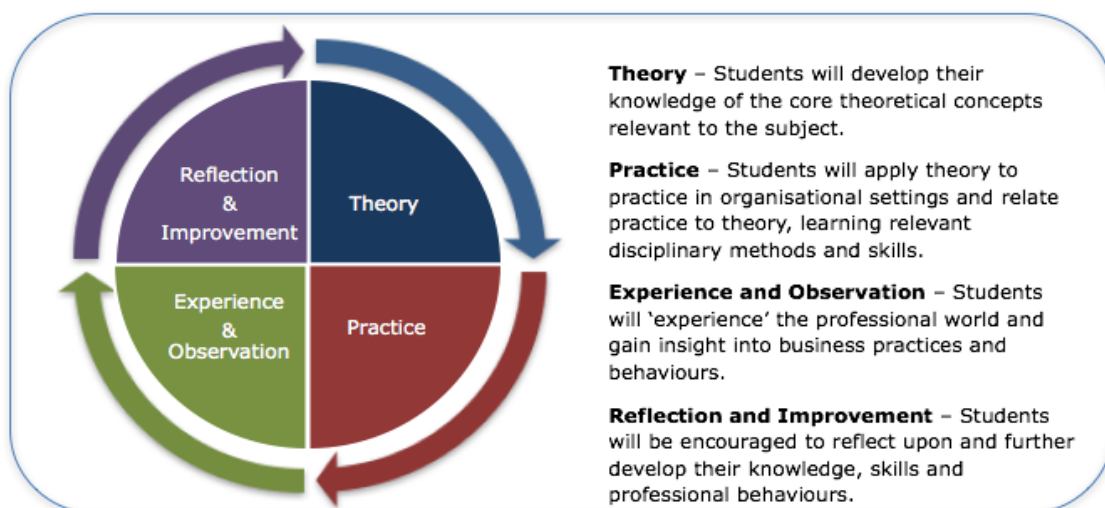 Reflection
&
Improvement
Theory
Experience
&
Observation
Practice
Theory – Students will develop their
knowledge of the core theoretical concepts
relevant to the subject.
Practice – Students will apply theory to
practice in organisational settings and relate
practice to theory, learning relevant
disciplinary methods and skills.
Experience and Observation – Students
will ‘experience’ the professional world and
gain insight into business practices and
behaviours.
Reflection and Improvement – Students
will be encouraged to reflect upon and further
develop their knowledge, skills and
professional behaviours.